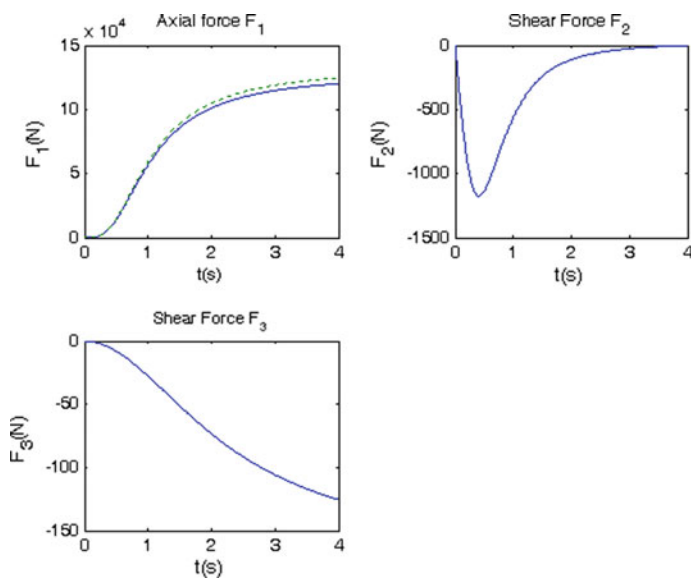 Axial force F₁
x 10⁴
15
10
5
0
F₁(N)
0 1 2 3 4
t(s)
Shear Force F₂
0
-500
-1000
-1500
F₂(N)
0 1 2 3 4
t(s)
Shear Force F₃
0
-50
-100
-150
F₃(N)
0 1 2 3 4
t(s)